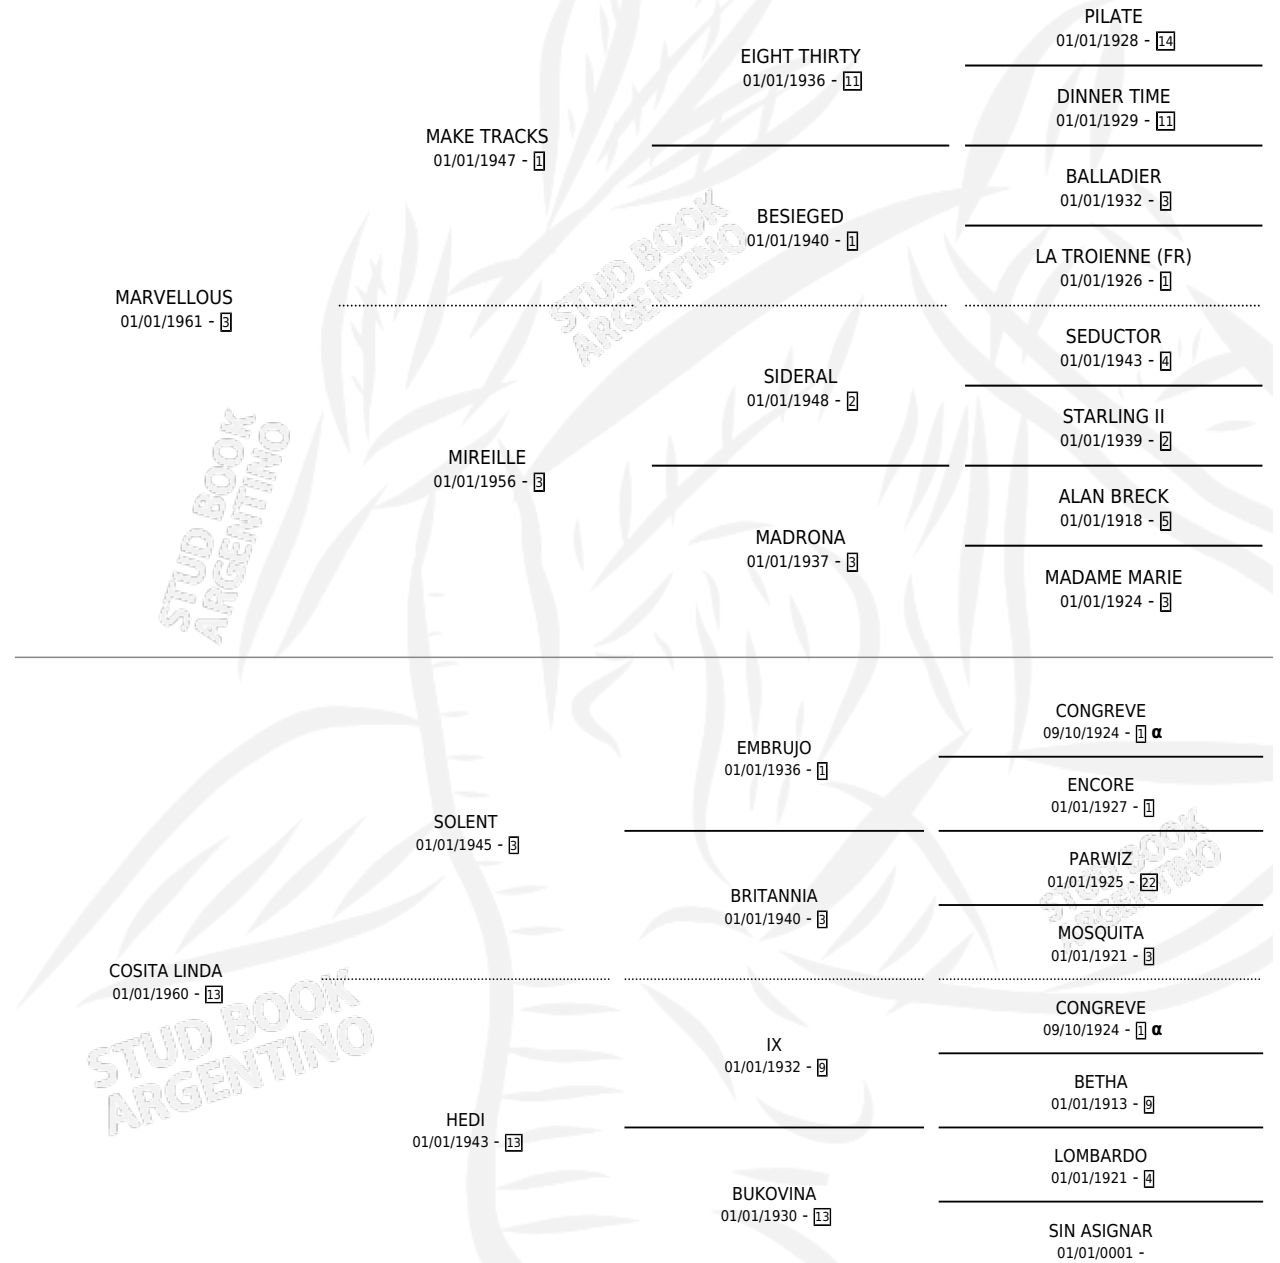 PILATE
01/01/1928 - 14
EIGHT THIRTY
01/01/1936 - 11
DINNER TIME
01/01/1929 - 11
MAKE TRACKS
01/01/1947 - 1
BALLADIER
01/01/1932 - 3
BESIEGED
01/01/1940 - 1
LA TROIENNE (FR)
01/01/1926 - 1
MARVELLOUS
01/01/1961 - 3
SEDUCTOR
01/01/1943 - 4
SIDERAL
01/01/1948 - 2
STARLING II
01/01/1939 - 2
MIREILLE
01/01/1956 - 3
ALAN BRECK
01/01/1918 - 5
MADRONA
01/01/1937 - 3
MADAME MARIE
01/01/1924 - 3
CONGREVE
09/10/1924 - 1 α
EMBRUJO
01/01/1936 - 1
ENCORE
01/01/1927 - 1
SOLENT
01/01/1945 - 3
PARWIZ
01/01/1925 - 22
BRITANNIA
01/01/1940 - 3
MOSQUITA
01/01/1921 - 3
COSITA LINDA
01/01/1960 - 13
CONGREVE
09/10/1924 - 1 α
IX
01/01/1932 - 9
BETHA
01/01/1913 - 9
HEDI
01/01/1943 - 13
LOMBARDO
01/01/1921 - 4
BUKOVINA
01/01/1930 - 13
SIN ASIGNAR
01/01/0001 -
STUD BOOK
ARGENTINO
STUD BOOK
ARGENTINO
STUD BOOK
ARGENTINO
STUD BOOK
ARGENTINO